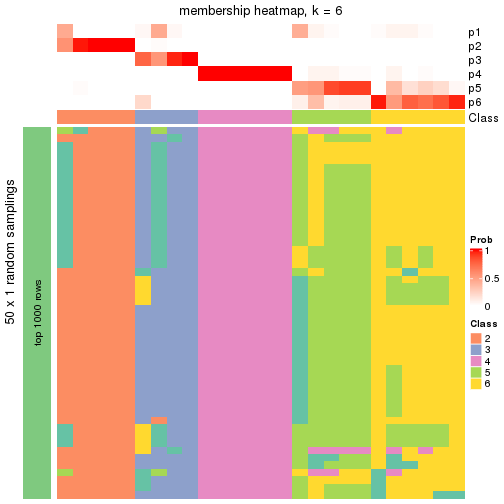 membership heatmap, k = 6
p1
p2
p3
p4
p5
p6
Class
50 x 1 random samplings
top 1000 rows
Prob
1
0.5
0
Class
2
3
4
5
6